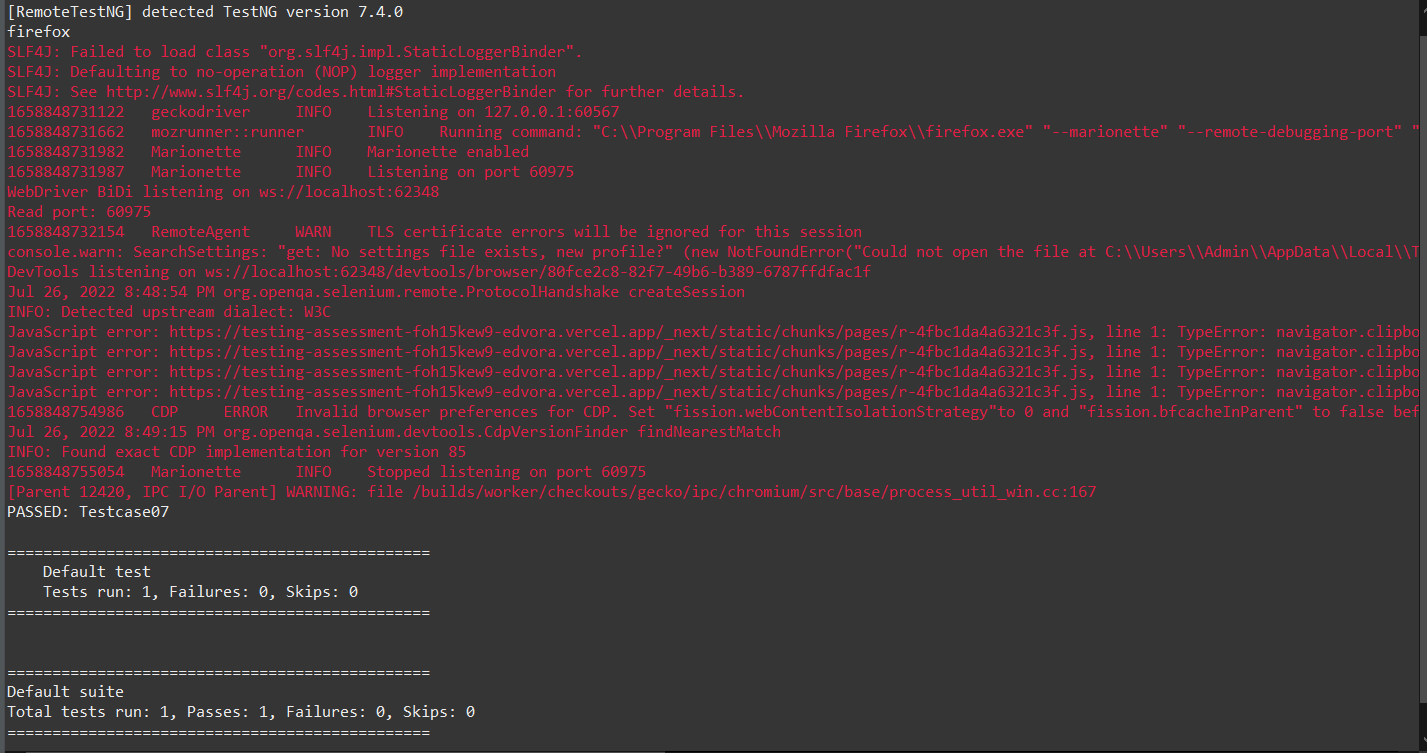 [RemoteTestNG] detected TestNG version 7.4.0
firefox
SLF4J: Failed to load class "org.slf4j.impl.StaticLoggerBinder".
SLF4J: Defaulting to no-operation (NOP) logger implementation
SLF4J: See http://www.slf4j.org/codes.html#StaticLoggerBinder for further details.
1658848731122 geckodriver INFO Listening on 127.0.0.1:60567
1658848731662 mozrunner::runner INFO Running command: "C:\\Program Files\\Mozilla Firefox\\firefox.exe" "--marionette" "--remote-debugging-port" "
1658848731982 Marionette INFO Marionette enabled
1658848731987 Marionette INFO Listening on port 60975
WebDriver BiDi listening on ws://localhost:62348
Read port: 60975
1658848732154 RemoteAgent WARN TLS certificate errors will be ignored for this session
console.warn: SearchSettings: "get: No settings file exists, new profile?" (new NotFoundError("Could not open the file at C:\\Users\\Admin\\AppData\\Local\\T
DevTools listening on ws://localhost:62348/devtools/browser/80fce2c8-82f7-49b6-b389-6787ffdfac1f
Jul 26, 2022 8:48:54 PM org.openqa.selenium.remote.ProtocolHandshake createSession
INFO: Detected upstream dialect: W3C
JavaScript error: https://testing-assessment-foh15kew9-edvora.vercel.app/_next/static/chunks/pages/r-4fbc1da4a6321c3f.js, line 1: TypeError: navigator.clipbo
JavaScript error: https://testing-assessment-foh15kew9-edvora.vercel.app/_next/static/chunks/pages/r-4fbc1da4a6321c3f.js, line 1: TypeError: navigator.clipbo
JavaScript error: https://testing-assessment-foh15kew9-edvora.vercel.app/_next/static/chunks/pages/r-4fbc1da4a6321c3f.js, line 1: TypeError: navigator.clipbo
JavaScript error: https://testing-assessment-foh15kew9-edvora.vercel.app/_next/static/chunks/pages/r-4fbc1da4a6321c3f.js, line 1: TypeError: navigator.clipbo
1658848754986 CDP ERROR Invalid browser preferences for CDP. Set "fission.webContentIsolationStrategy"to 0 and "fission.bfcacheInParent" to false bef
Jul 26, 2022 8:49:15 PM org.openqa.selenium.devtools.CdpVersionFinder findNearestMatch
INFO: Found exact CDP implementation for version 85
1658848755054 Marionette INFO Stopped listening on port 60975
[Parent 12420, IPC I/O Parent] WARNING: file /builds/worker/checkouts/gecko/ipc/chromium/src/base/process_util_win.cc:167
PASSED: Testcase07
===============================================
Default test
Tests run: 1, Failures: 0, Skips: 0
===============================================
===============================================
Default suite
Total tests run: 1, Passes: 1, Failures: 0, Skips: 0
===============================================